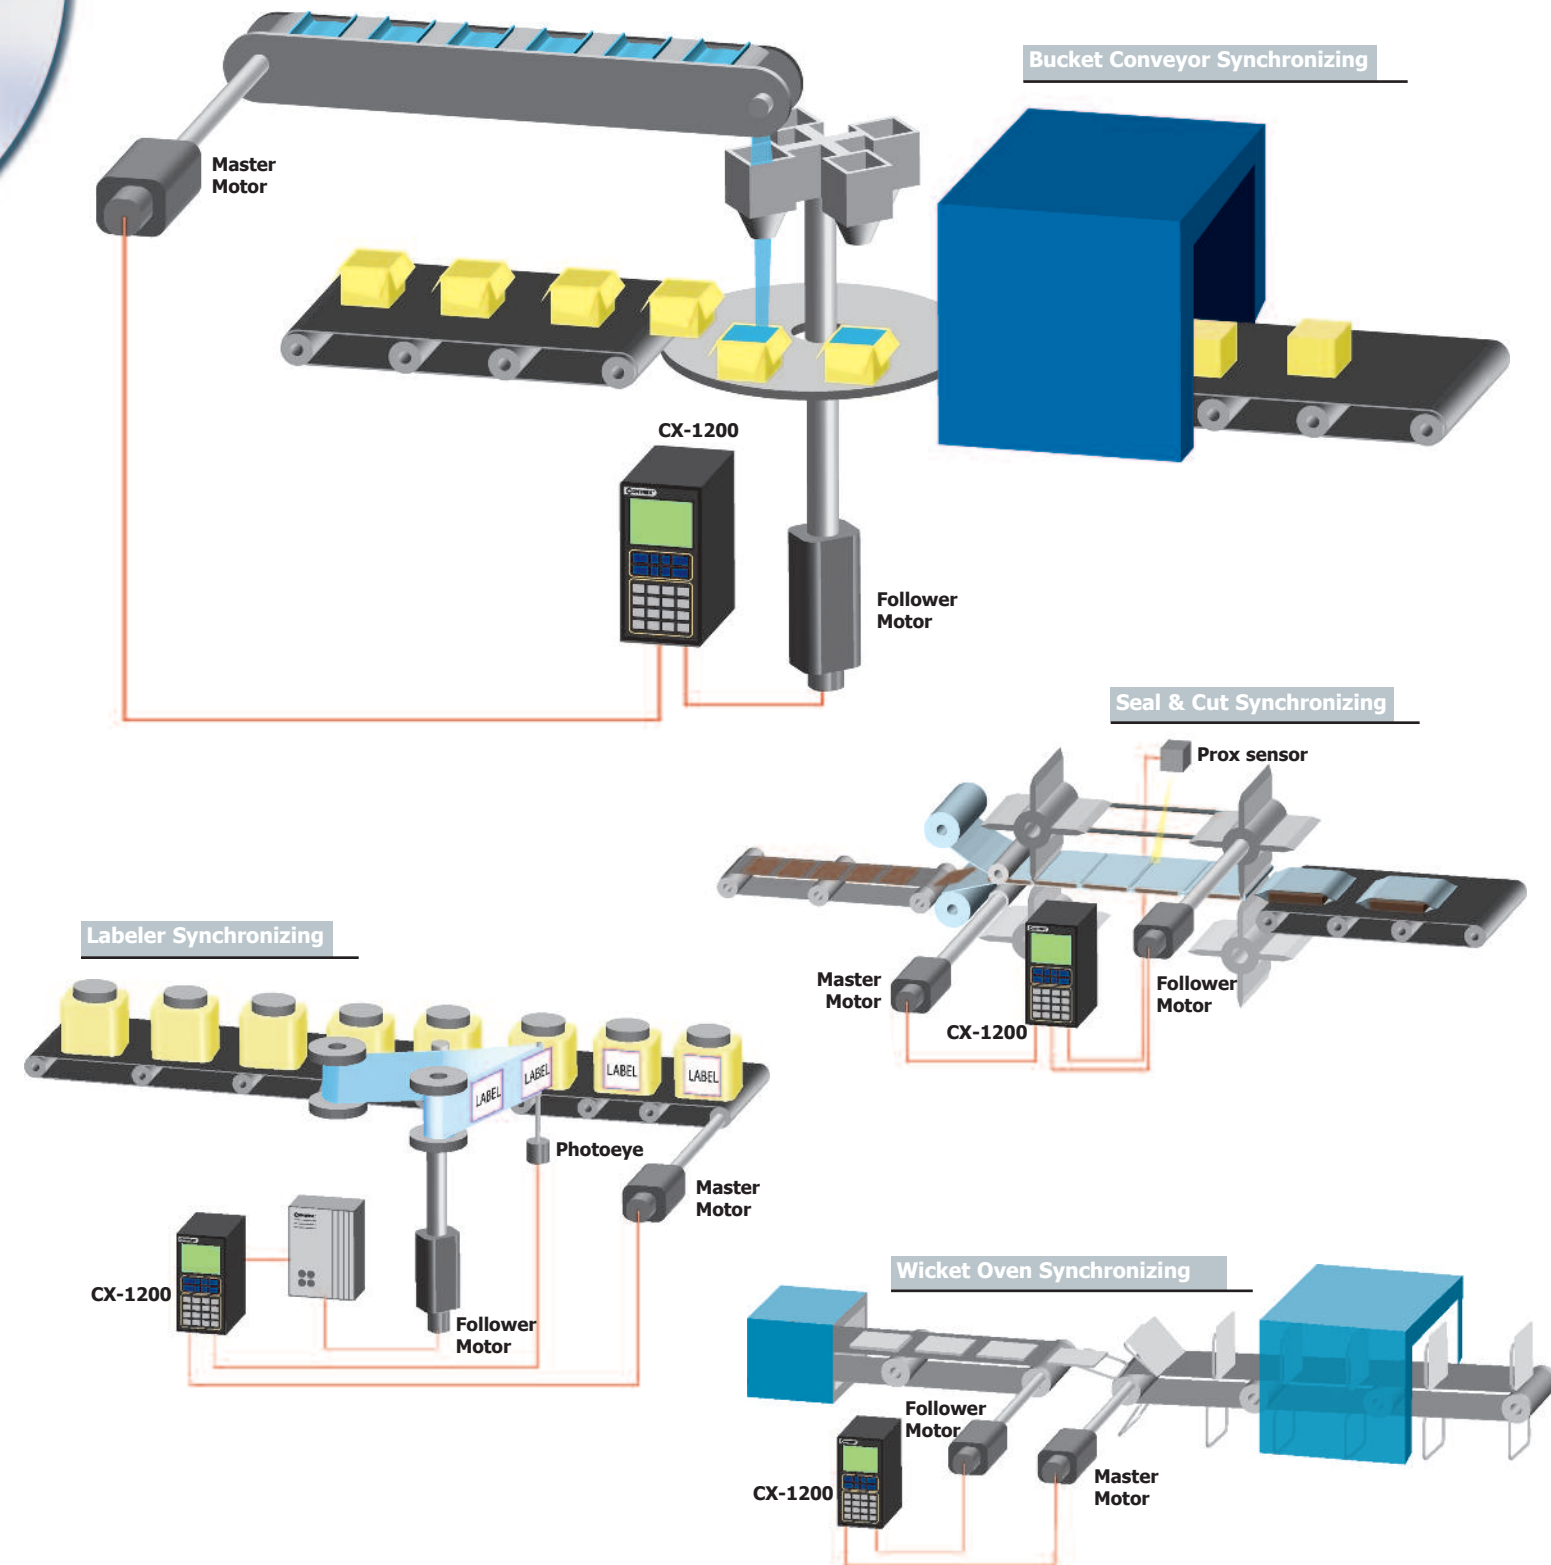 Bucket Conveyor Synchronizing
Master
Motor
CX-1200
Follower
Motor
Seal & Cut Synchronizing
Prox sensor
Master
Motor
CX-1200
Follower
Motor
Labeler Synchronizing
LABEL
LABEL
LABEL
LABEL
Photoeye
Master
Motor
CX-1200
Follower
Motor
Wicket Oven Synchronizing
Follower
Motor
CX-1200
Master
Motor